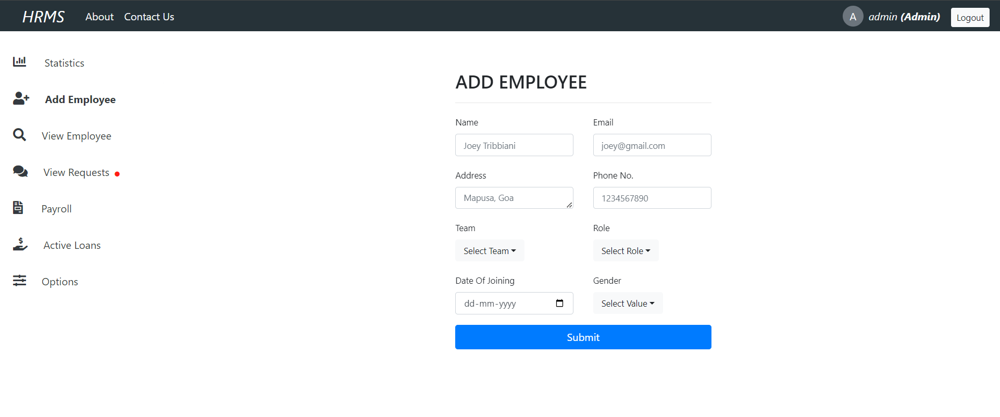 HRMS About Contact Us A admin (Admin) Logout
Statistics
Add Employee
View Employee
View Requests
Payroll
Active Loans
Options
ADD EMPLOYEE
Name Email
Joey Tribbiani joey@gmail.com
Address Phone No.
Mapusa, Goa 1234567890
Team Role
Select Team Select Role
Date Of Joining Gender
dd-mm-yyyy Select Value
Submit